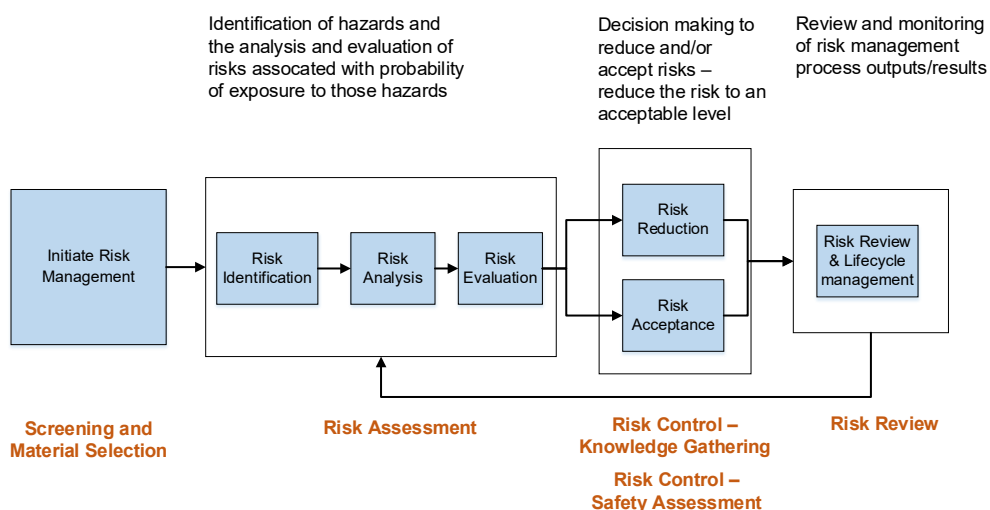 Identification of hazards and
the analysis and evaluation of
risks assocated with probability
of exposure to those hazards
Decision making to
reduce and/or
accept risks –
reduce the risk to an
acceptable level
Review and monitoring
of risk management
process outputs/results
Initiate Risk
Management
Risk
Identification
Risk
Analysis
Risk
Evaluation
Risk
Reduction
Risk
Acceptance
Risk Review
& Lifecycle
management
Screening and
Material Selection
Risk Assessment
Risk Control –
Knowledge Gathering
Risk Control –
Safety Assessment
Risk Review